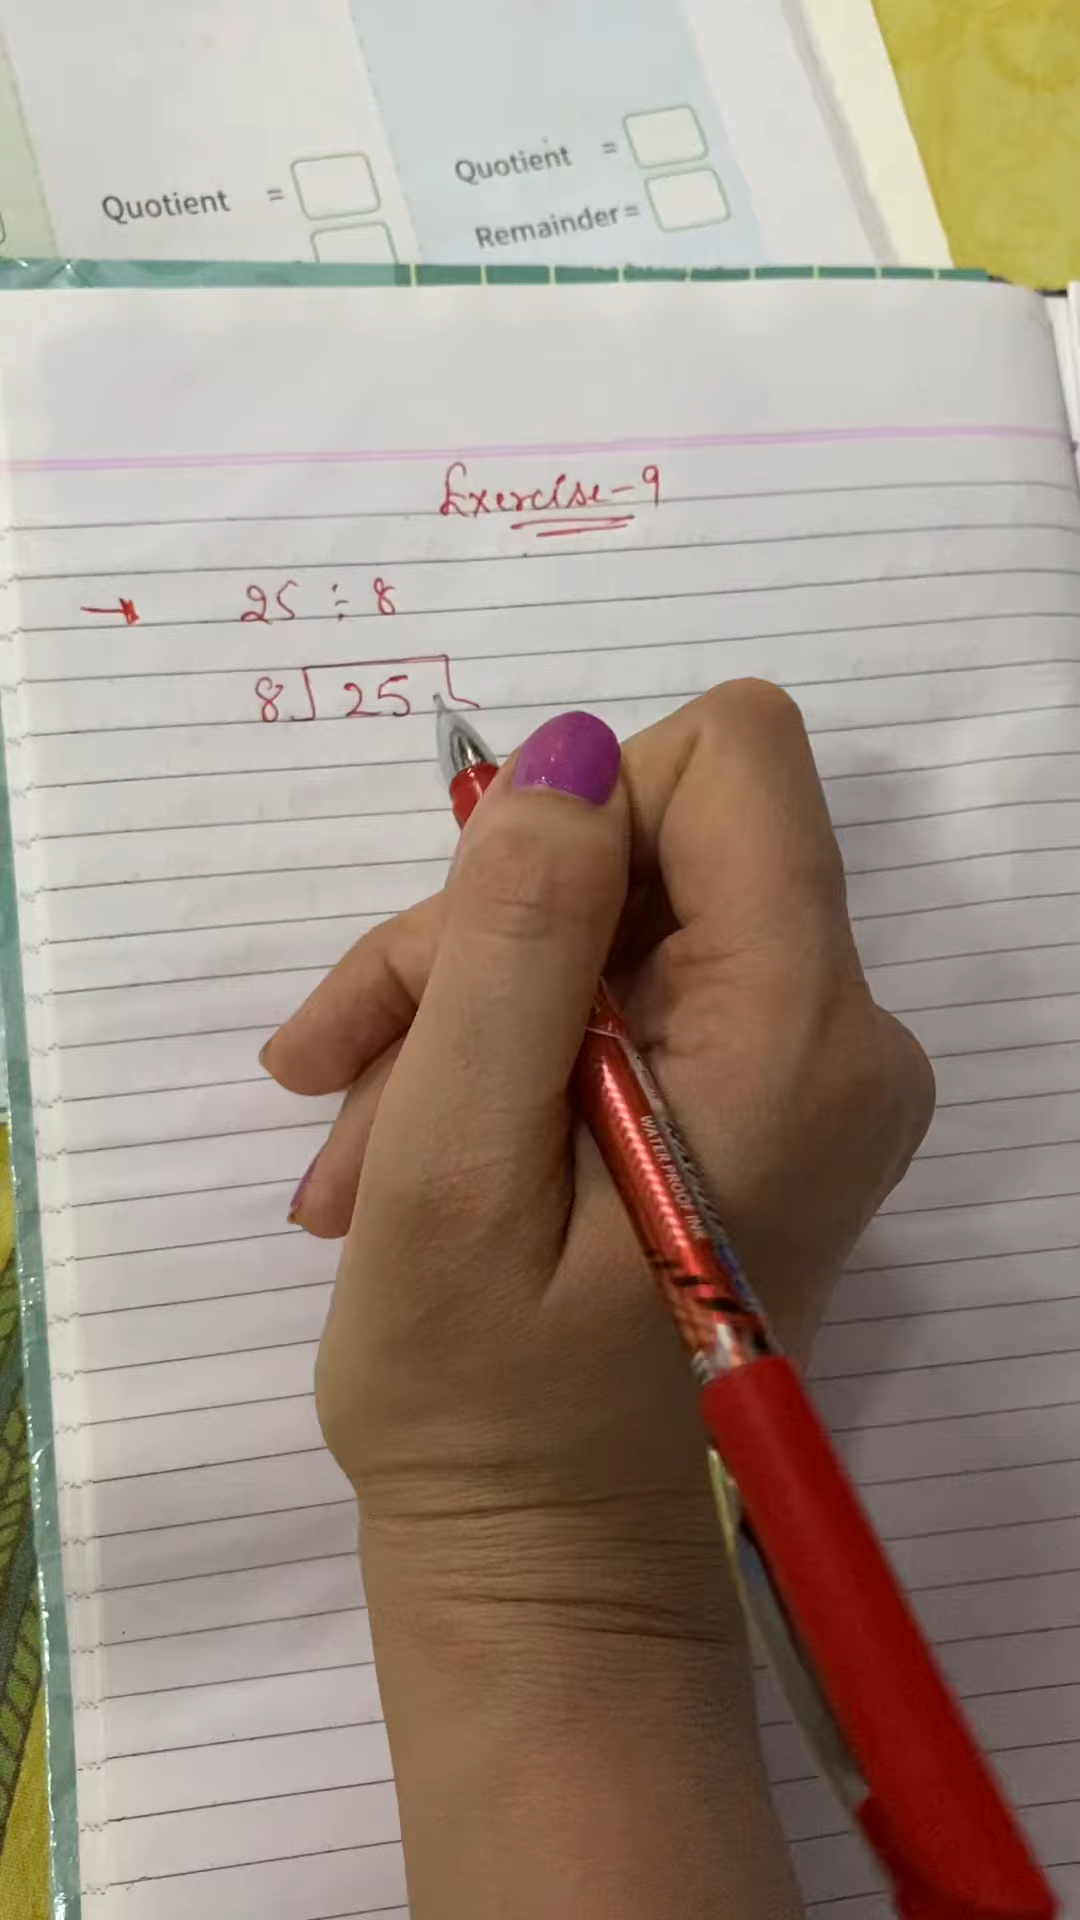 Quotient =
Quotient =
Remainder =
Exercise-9
→ 25 ÷ 8
8 25
WATER PROOF INK